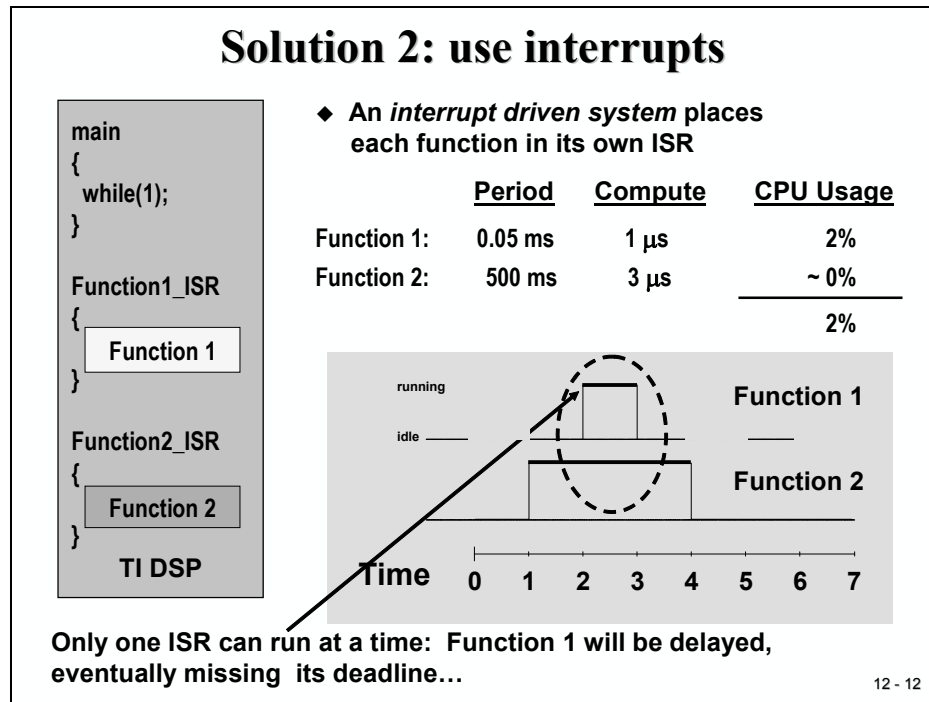 Solution 2: use interrupts
main
{
while(1);
}
Function1_ISR
{
Function 1
}
Function2_ISR
{
Function 2
}
TI DSP
◆ An interrupt driven system places
each function in its own ISR
Period Compute CPU Usage
Function 1: 0.05 ms 1 μs 2%
Function 2: 500 ms 3 μs ~ 0%
2%
running
Function 1
idle
Function 2
Time 0 1 2 3 4 5 6 7
Only one ISR can run at a time: Function 1 will be delayed,
eventually missing its deadline…
12 - 12